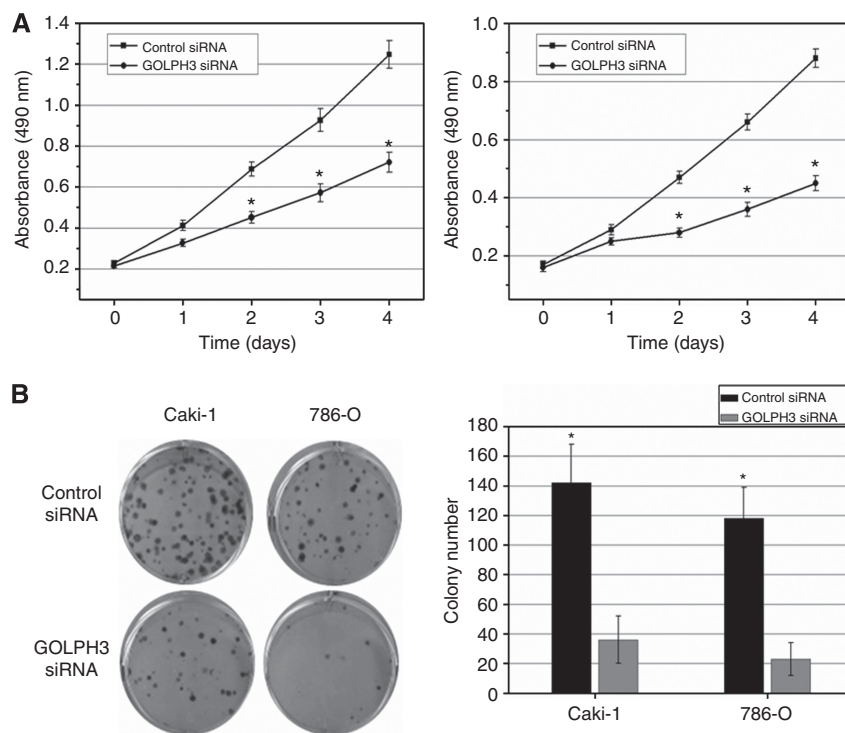 A
Absorbance (490 nm)
1.4
1.2
1.0
0.8
0.6
0.4
0.2
Control siRNA
GOLPH3 siRNA
*
*
*
0 1 2 3 4
Time (days)
Absorbance (490 nm)
1.0
0.8
0.6
0.4
0.2
Control siRNA
GOLPH3 siRNA
*
*
*
0 1 2 3 4
Time (days)
B
Caki-1 786-O
Control
siRNA
GOLPH3
siRNA
Control siRNA
GOLPH3 siRNA
Colony number
180
160
140
120
100
80
60
40
20
0
*
*
Caki-1 786-O